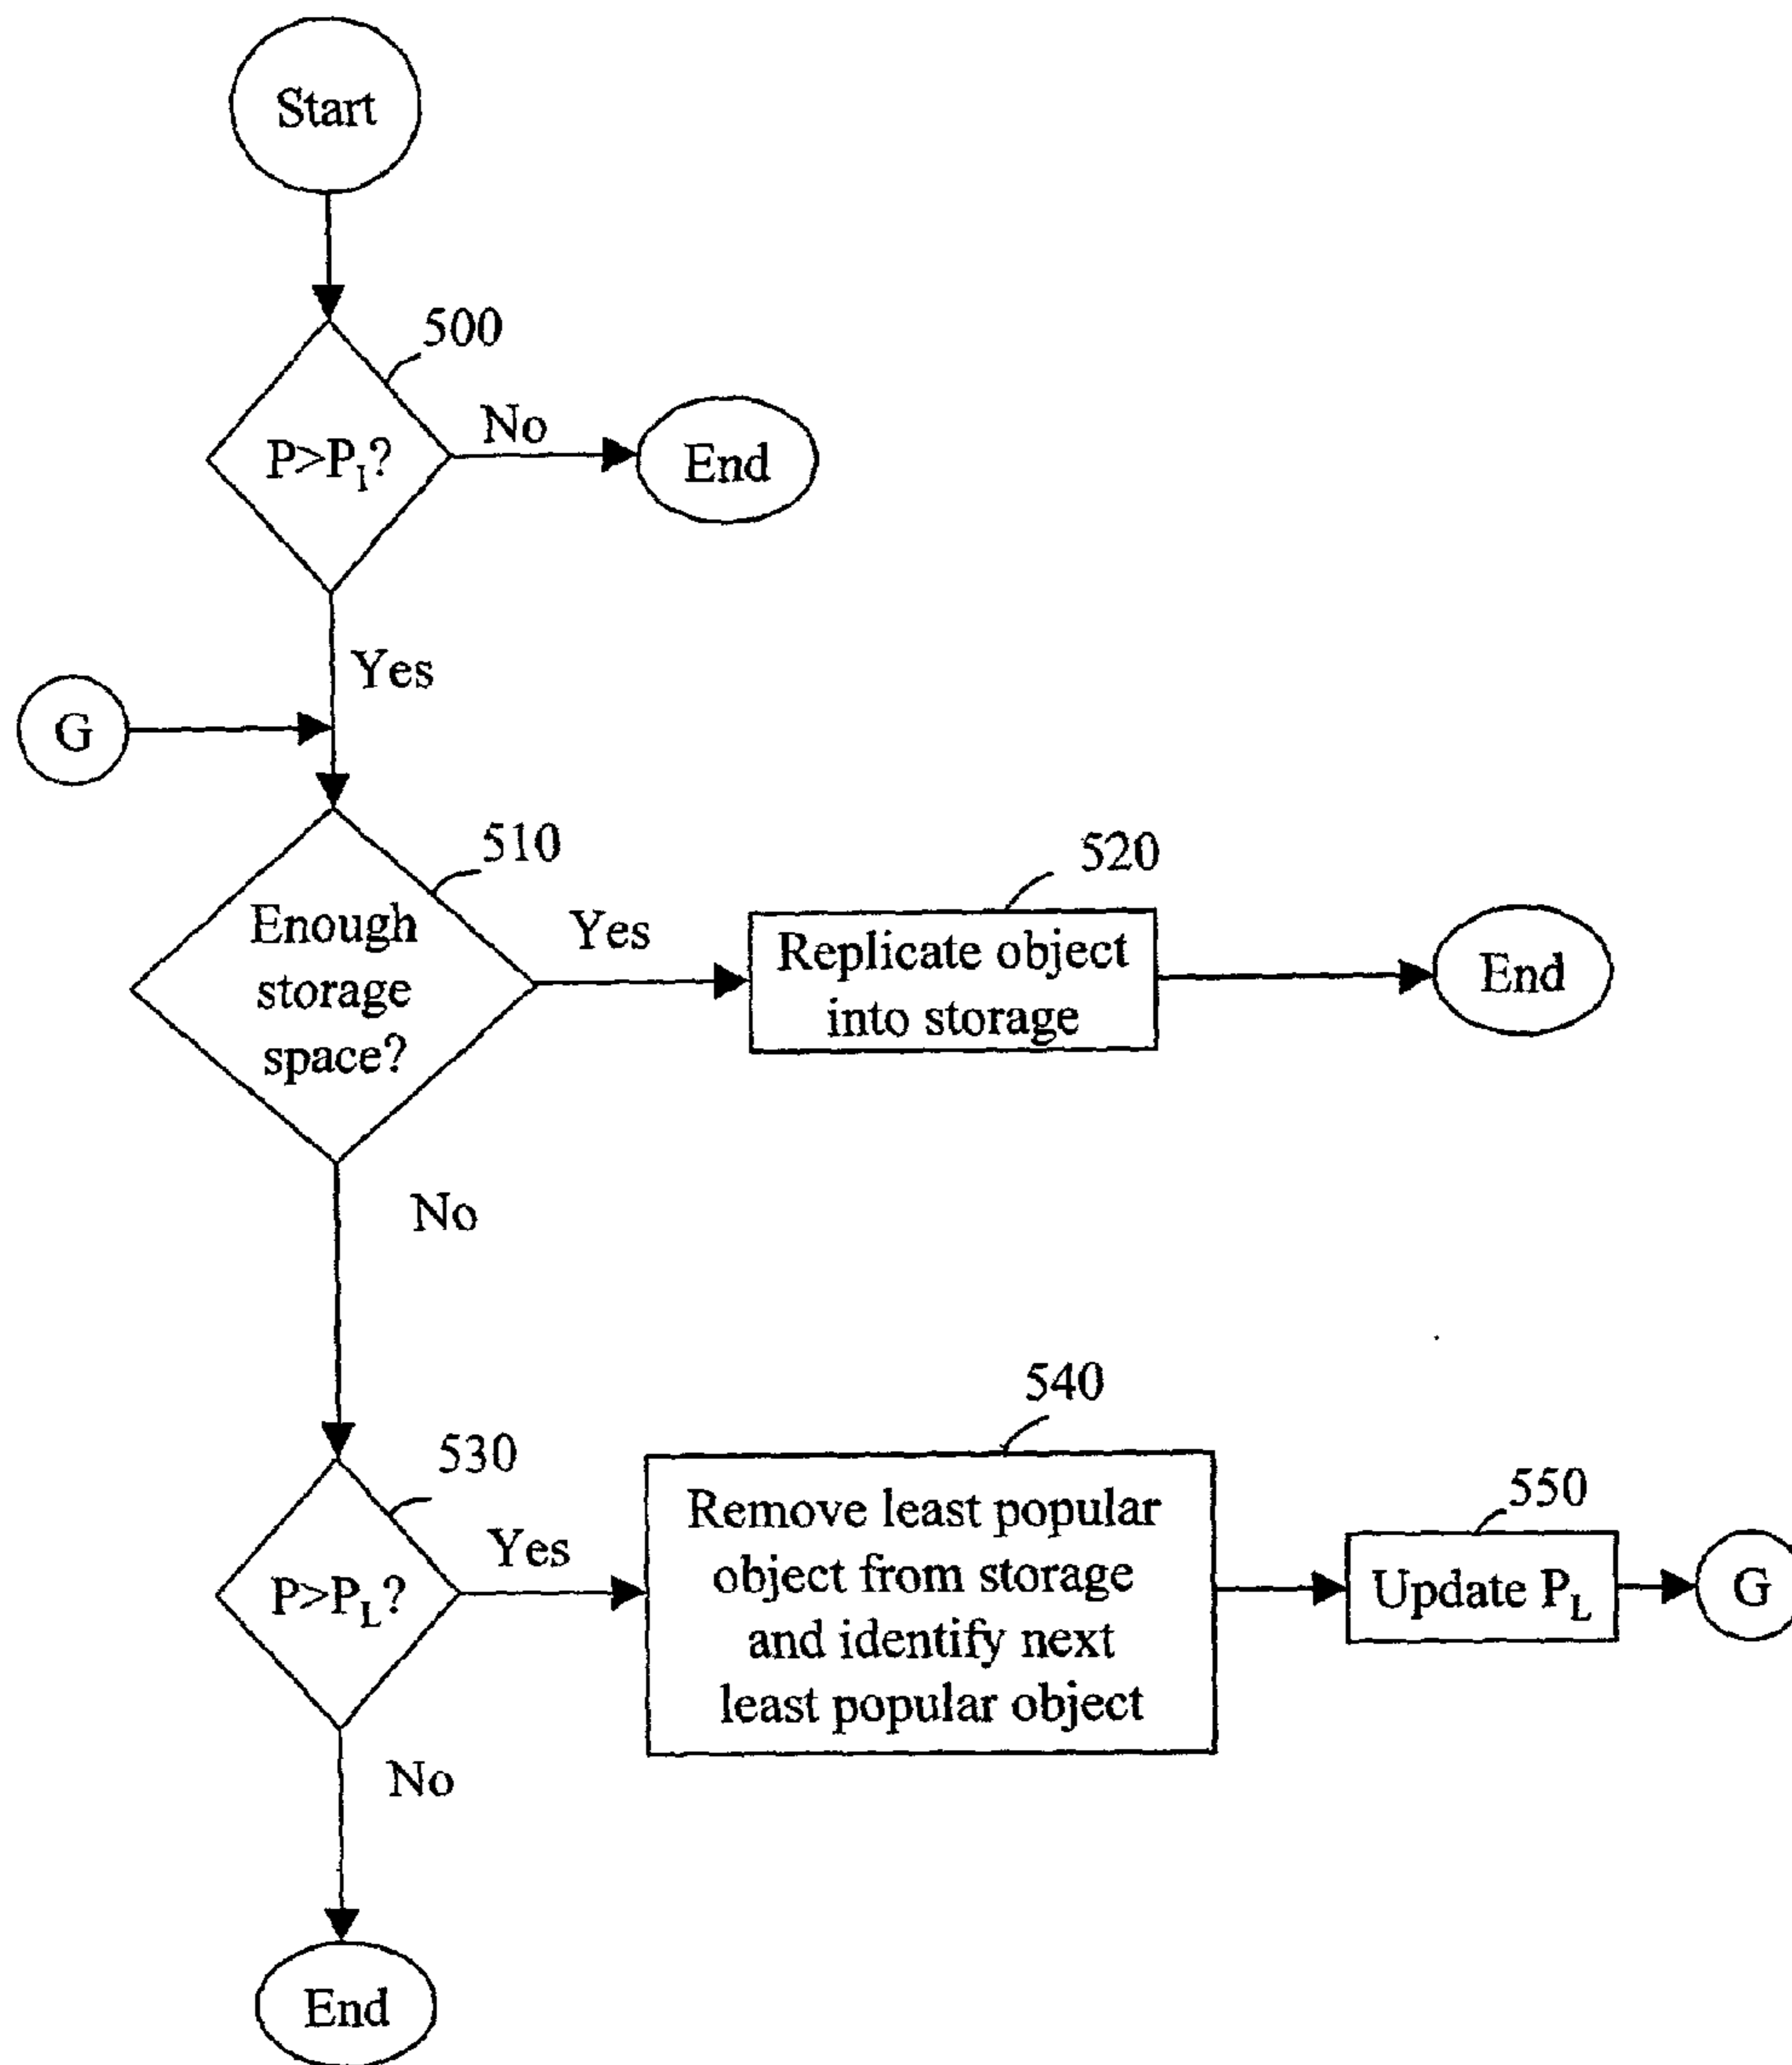 Start
500
P>P_I?
No
End
Yes
G
510
Enough
storage
space?
Yes
520
Replicate object
into storage
End
No
530
P>P_L?
Yes
540
Remove least popular
object from storage
and identify next
least popular object
550
Update P_L
G
No
End